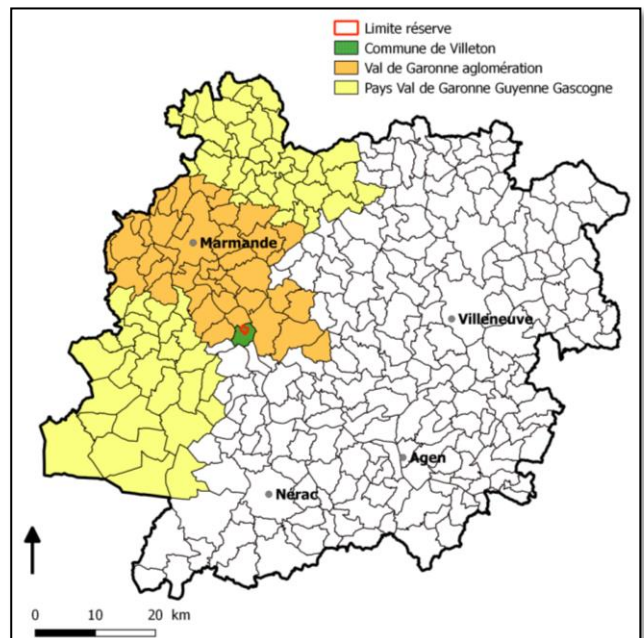 Limite réserve
Commune de Villeton
Val de Garonne aglomération
Pays Val de Garonne Guyenne Gascogne
Marmande
Villeneuve
Agen
Nérac
0 10 20 km